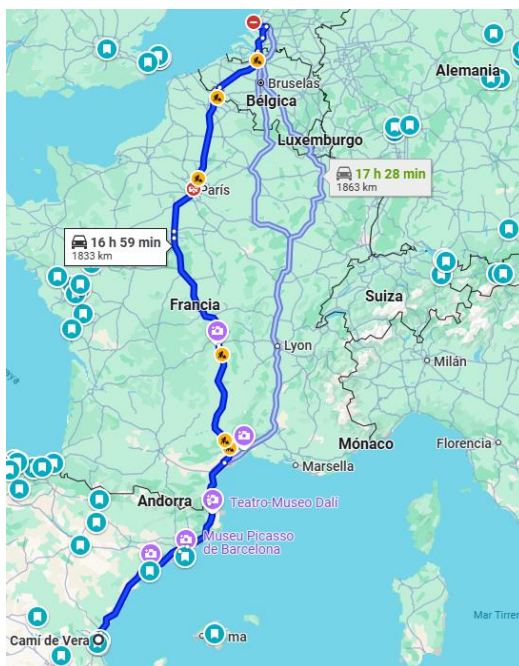 Bruselas
Alemania
Bélgica
Luxemburgo
17 h 28 min
1863 km
París
16 h 59 min
1833 km
Suiza
Francia
Lyon
Milán
Mónaco
Florencia
Marsella
Andorra
Teatro-Museo Dalí
Museu Picasso
de Barcelona
Mar Tirren
Camí de Vera
ma